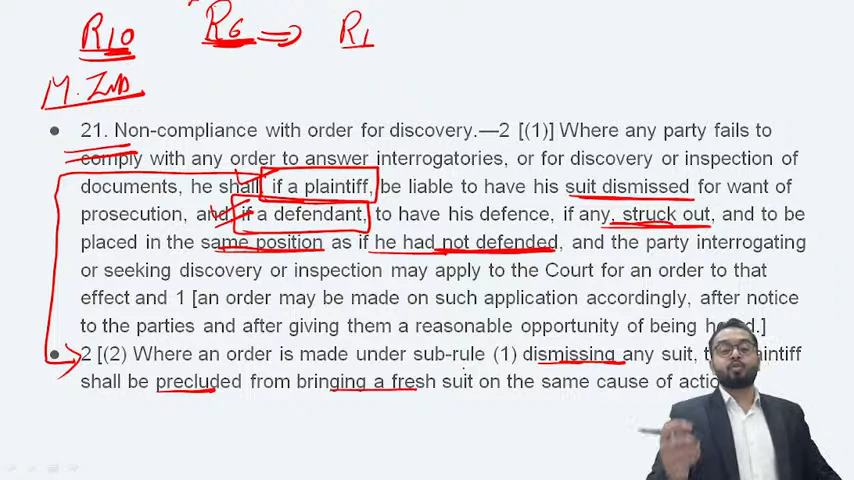 R10 R6 ⇒ R1
21. Non-compliance with order for discovery.—2 [(1)] Where any party fails to
comply with any order to answer interrogatories, or for discovery or inspection of
documents, he shall, if a plaintiff, be liable to have his suit dismissed for want of
prosecution, and if a defendant, to have his defence, if any, struck out, and to be
placed in the same position as if he had not defended, and the party interrogating
or seeking discovery or inspection may apply to the Court for an order to that
effect and 1 [an order may be made on such application accordingly, after notice
to the parties and after giving them a reasonable opportunity of being
2 [(2) Where an order is made under sub-rule (1) dismissing any suit,
shall be precluded from bringing a fresh suit on the same cause of